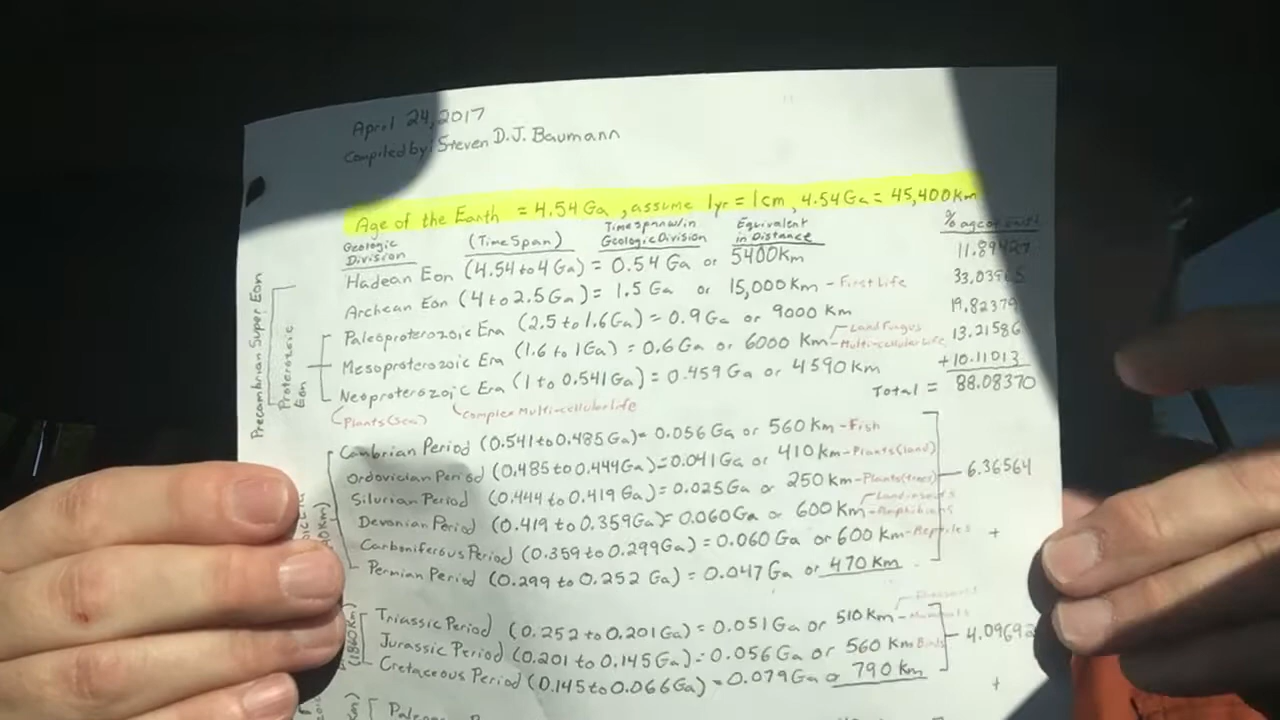 April 24, 2017
Compiled by: Steven D.J. Baumann
Age of the Earth = 4.54 Ga, assume 1yr = 1cm, 4.54 Ga = 45,400 Km
Geologic Division (Time Span) Time Span w/in Geologic Division Equivalent in Distance % age of
Hadean Eon (4.54 to 4 Ga) = 0.54 Ga or 5400 Km 11.89427
Archean Eon (4 to 2.5 Ga) = 1.5 Ga or 15,000 Km - First Life 33.03965
Paleoproterozoic Era (2.5 to 1.6 Ga) = 0.9 Ga or 9000 Km 19.82379
Land Fungus
Mesoproterozoic Era (1.6 to 1 Ga) = 0.6 Ga or 6000 Km - Multi-cellular Life 13.21586
Neoproterozoic Era (1 to 0.541 Ga) = 0.459 Ga or 4590 Km +10.11013
Plants (sea) Complex Multi-cellular life
Total = 88.08370
Precambrian Super Eon
Proterozoic Eon
Cambrian Period (0.541 to 0.485 Ga) = 0.056 Ga or 560 Km - Fish
Ordovician Period (0.485 to 0.444 Ga) = 0.041 Ga or 410 km - Plants (land)
Silurian Period (0.444 to 0.419 Ga) = 0.025 Ga or 250 km - Plants (trees)
6.36564
Land insects
Devonian Period (0.419 to 0.359 Ga) = 0.060 Ga or 600 Km - Amphibians
Carboniferous Period (0.359 to 0.299 Ga) = 0.060 Ga or 600 Km - Reptiles +
Permian Period (0.299 to 0.252 Ga) = 0.047 Ga or 470 Km
Triassic Period (0.252 to 0.201 Ga) = 0.051 Ga or 510 Km - Mammals
Jurassic Period (0.201 to 0.145 Ga) = 0.056 Ga or 560 Km Birds
4.09692
Cretaceous Period (0.145 to 0.066 Ga) = 0.079 Ga or 790 Km
+
(1860 Km)